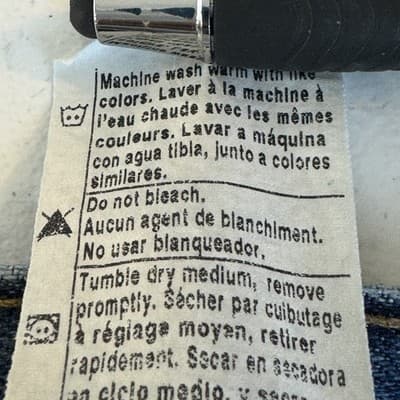 Machine wash warm with like
colors. Laver à la machine à
l'eau chaude avec les mêmes
couleurs. Lavar a máquina
con agua tibia, junto a colores
similares.
Do not bleach.
Aucun agent de blanchiment.
No usar blanqueador.
Tumble dry medium, remove
promptly. Sécher par culbutage
à réglage moyen, retirer
rapidement. Secar en secadora
en ciclo medio, y